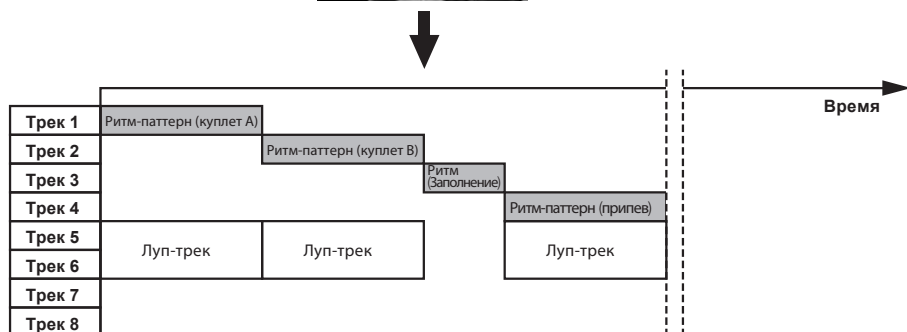 Время
Трек 1
Ритм-паттерн (куплет A)
Трек 2
Ритм-паттерн (куплет B)
Трек 3
Ритм
(Заполнение)
Трек 4
Ритм-паттерн (припев)
Трек 5
Луп-трек
Луп-трек
Луп-трек
Трек 6
Трек 7
Трек 8